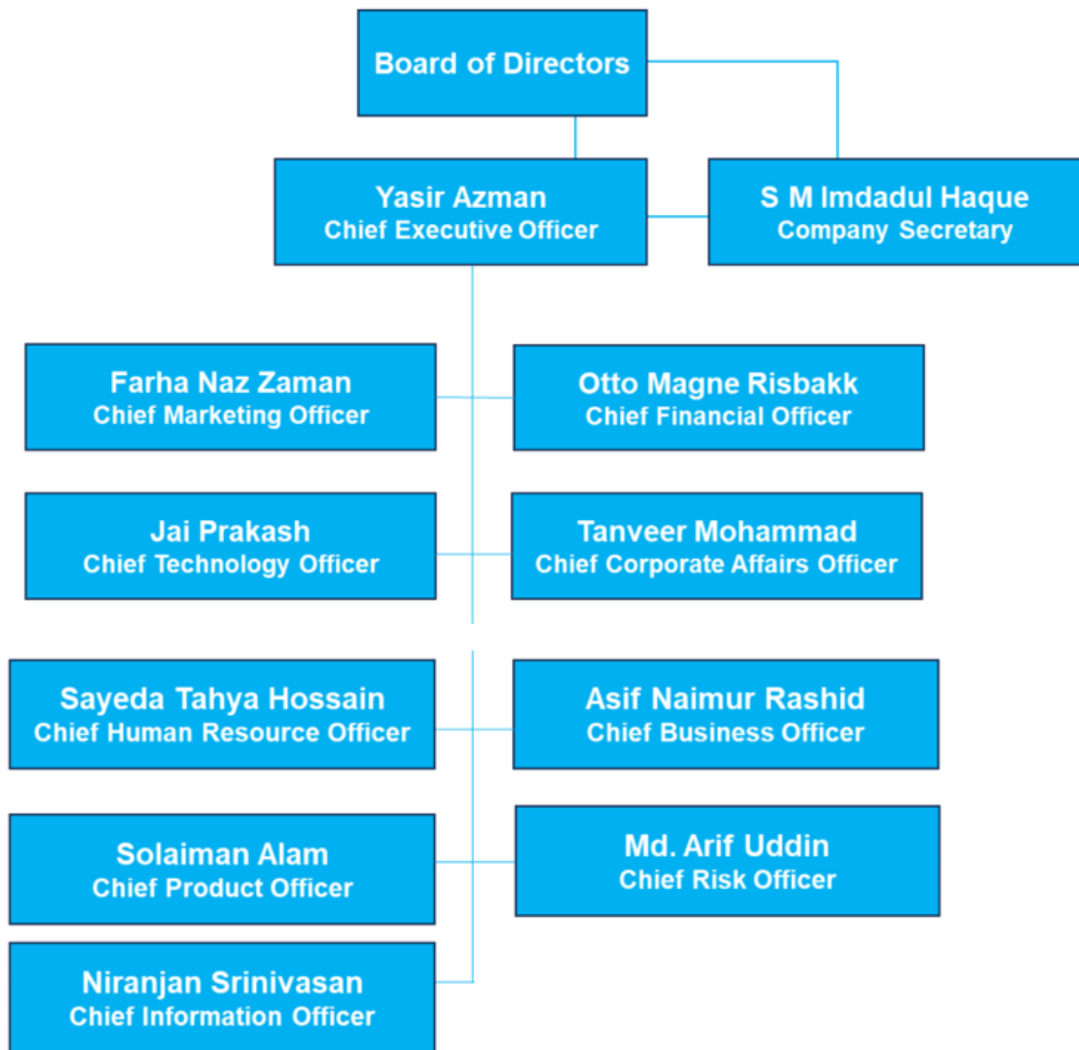 Board of Directors
Yasir Azman
Chief Executive Officer
S M Imdadul Haque
Company Secretary
Farha Naz Zaman
Chief Marketing Officer
Otto Magne Risbakk
Chief Financial Officer
Jai Prakash
Chief Technology Officer
Tanveer Mohammad
Chief Corporate Affairs Officer
Sayeda Tahya Hossain
Chief Human Resource Officer
Asif Naimur Rashid
Chief Business Officer
Solaiman Alam
Chief Product Officer
Md. Arif Uddin
Chief Risk Officer
Niranjan Srinivasan
Chief Information Officer